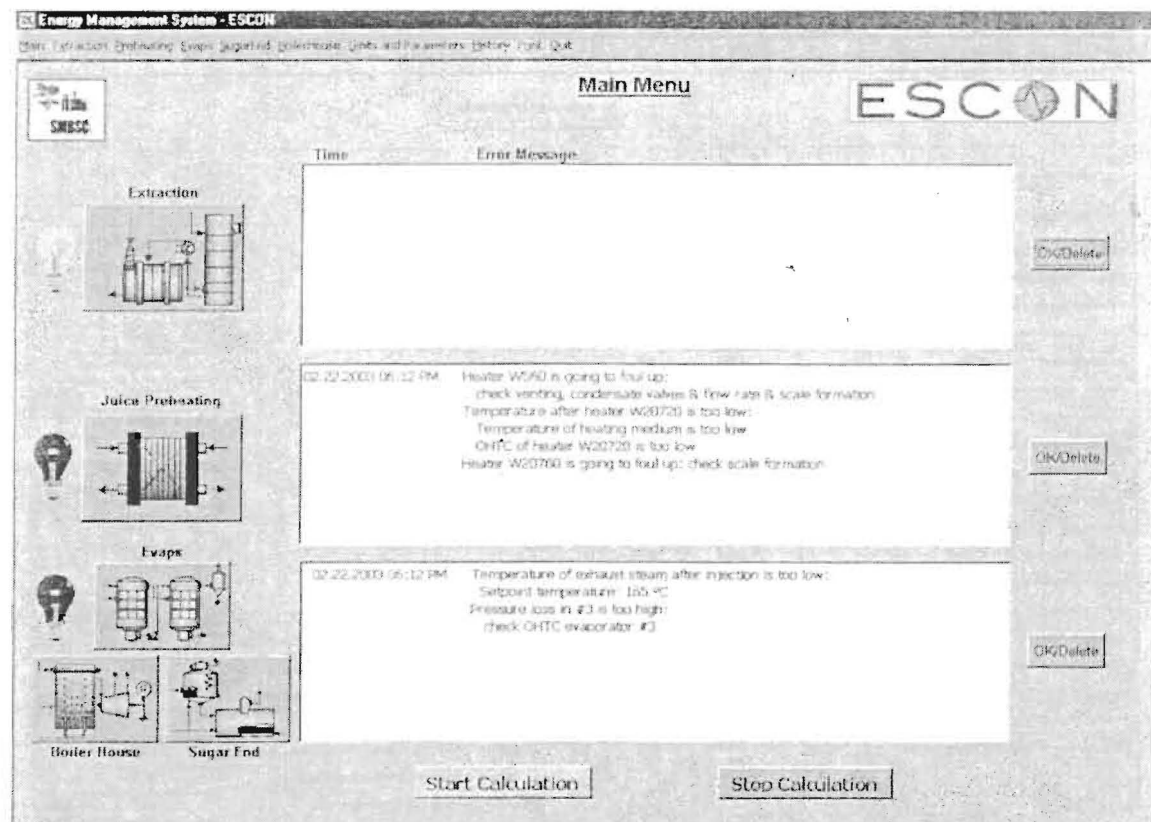 Energy Management System - ESCON
Main Extraction Preheating Evaps Sugarend Boilerhouse Units and Parameters History Print Quit
SMBSC
Main Menu
ESCON
Time Error Message
Extraction
OK/Delete
02.22.2003 06:12 PM Heater W560 is going to foul up:
check venting, condensate valves & flow rate & scale formation
Juice Preheating
Temperature after heater W20720 is too low:
Temperature of heating medium is too low
OHTC of heater W20720 is too low
Heater W20760 is going to foul up: check scale formation
OK/Delete
Evaps
02.22.2003 06:12 PM Temperature of exhaust steam after injection is too low:
Setpoint temperature: 165 ºC
Pressure loss in #3 is too high:
check OHTC evaporator #3
OK/Delete
Boiler House Sugar End
Start Calculation Stop Calculation